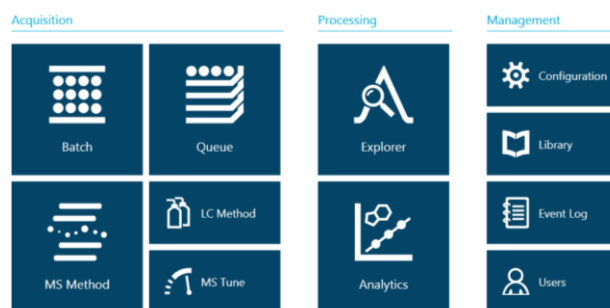 Acquisition
Processing
Management
Batch
Queue
Explorer
Configuration
Library
MS Method
LC Method
MS Tune
Analytics
Event Log
Users